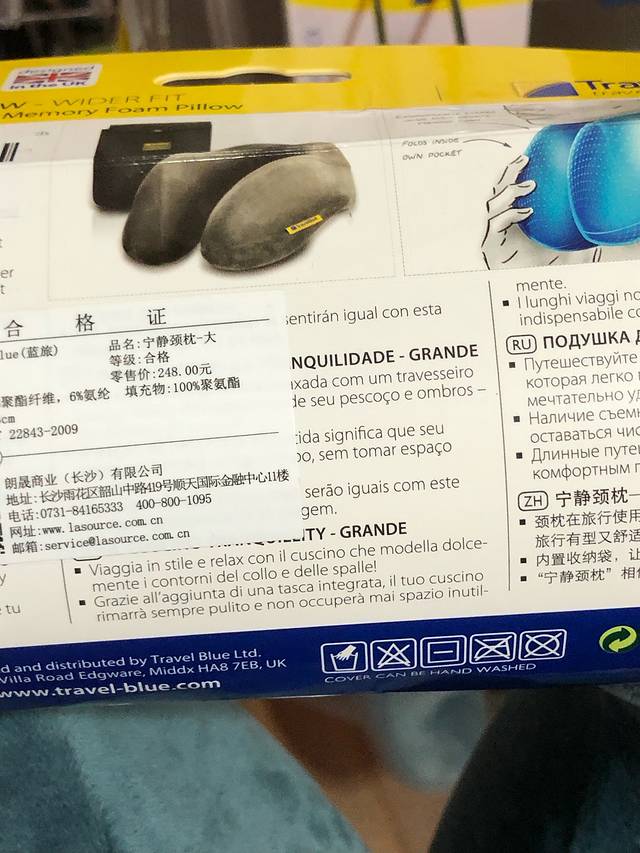 designed
in the UK
W - WIDER FIT
Memory Foam Pillow
Tra
FOLDS INSIDE
OWN POCKET
合 格 证
lue(蓝旅)
品名:宁静颈枕-大
等级:合格
零售价:248.00元
聚酯纤维, 6%氨纶 填充物:100%聚氨酯
cm
22843-2009
朗晟商业（长沙）有限公司
地址:长沙雨花区韶山中路419号顺天国际金融中心11楼
电话:0731-84165333 400-800-1095
网址:www.lasource.com.cn
邮箱:service@lasource.com.cn
sentirán igual con esta
NQUILIDADE - GRANDE
axada com um travesseiro
de seu pescoço e ombros –
tida significa que seu
o, sem tomar espaço
serão iguais com este
gem.
LITY - GRANDE
▪ Viaggia in stile e relax con il cuscino che modella dolce-
mente i contorni del collo e delle spalle!
▪ Grazie all'aggiunta di una tasca integrata, il tuo cuscino
rimarrà sempre pulito e non occuperà mai spazio inutil-
mente.
▪ I lunghi viaggi no
indispensabile co
RU ПОДУШКА Д
▪ Путешествуйте
которая легко п
мечтательно уд
▪ Наличие съем
оставаться чис
▪ Длинные путе
комфортным п
ZH 宁静颈枕—
▪ 颈枕在旅行使用
旅行有型又舒适
▪ 内置收纳袋，让
▪ “宁静颈枕”相
d and distributed by Travel Blue Ltd.
Villa Road Edgware, Middx HA8 7EB, UK
www.travel-blue.com
COVER CAN BE HAND WASHED